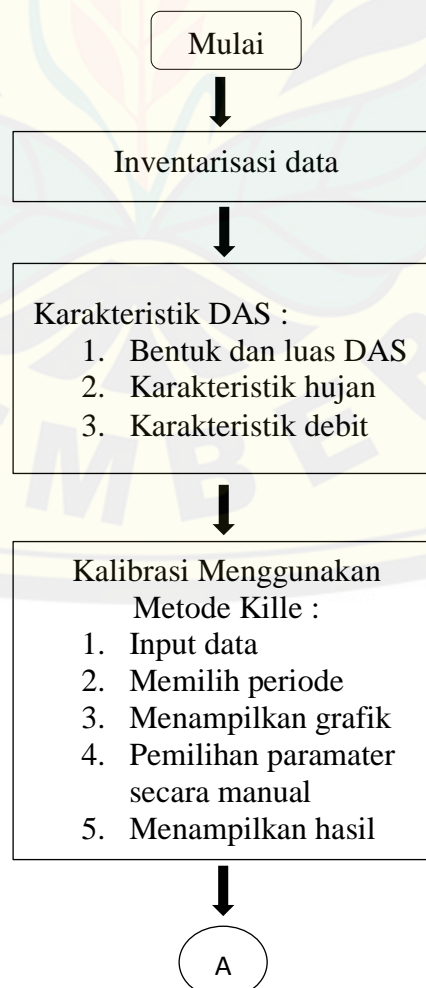 Mulai
Inventarisasi data
Karakteristik DAS :
1. Bentuk dan luas DAS
2. Karakteristik hujan
3. Karakteristik debit
Kalibrasi Menggunakan
Metode Kille :
1. Input data
2. Memilih periode
3. Menampilkan grafik
4. Pemilihan paramater
secara manual
5. Menampilkan hasil
A